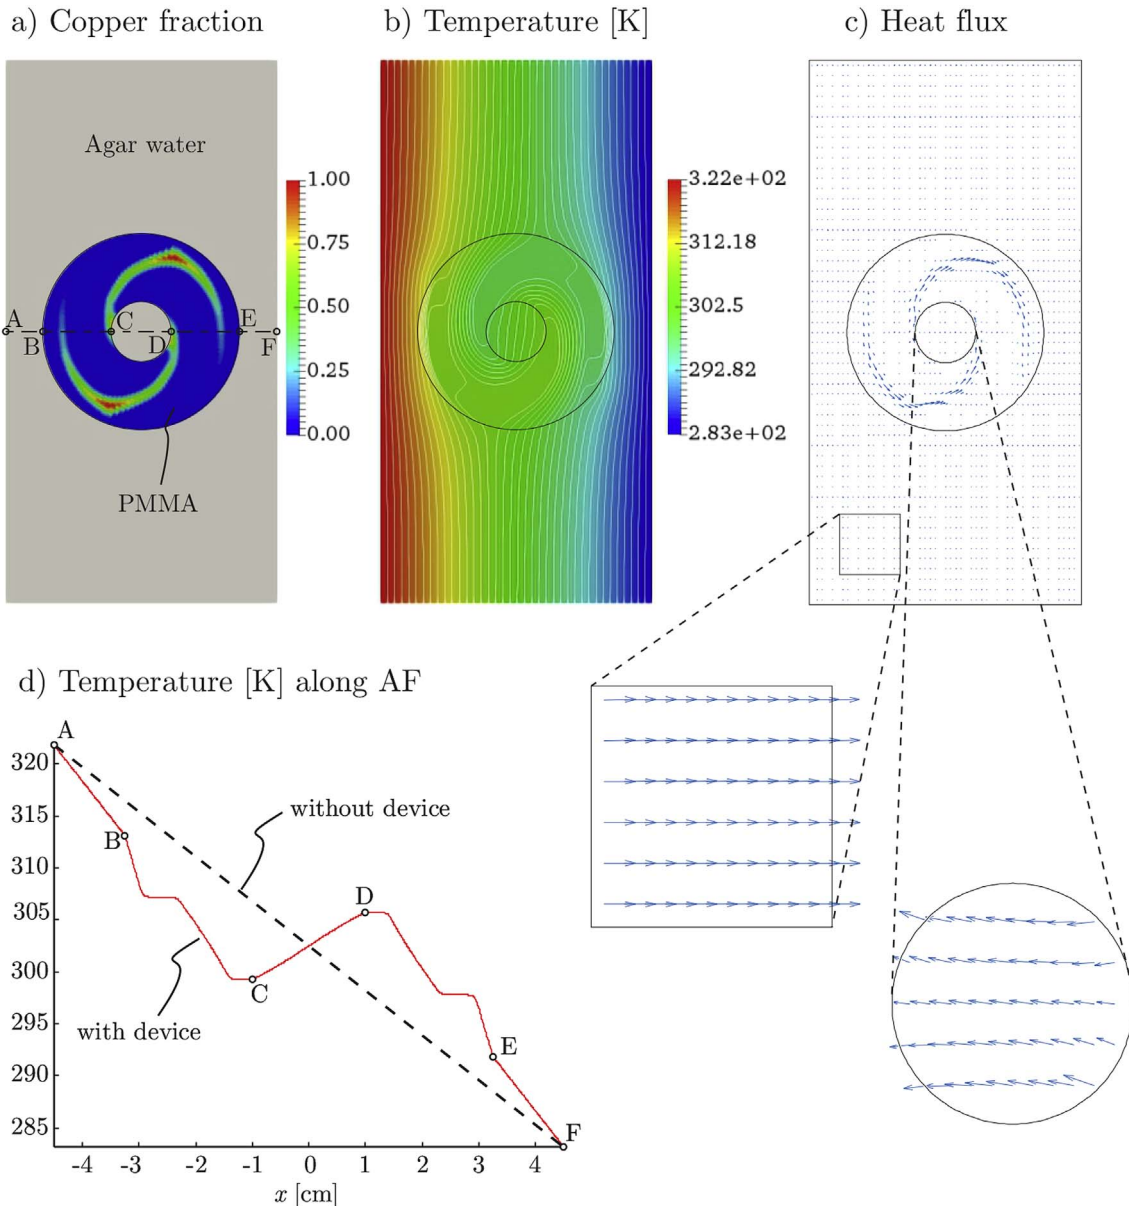 a) Copper fraction
b) Temperature [K]
c) Heat flux
Agar water
1.00
0.75
0.50
0.25
0.00
A
B
C
D
E
F
PMMA
3.22e+02
312.18
302.5
292.82
2.83e+02
d) Temperature [K] along AF
320
315
310
305
300
295
290
285
A
B
C
D
E
F
without device
with device
-4 -3 -2 -1 0 1 2 3 4
x [cm]